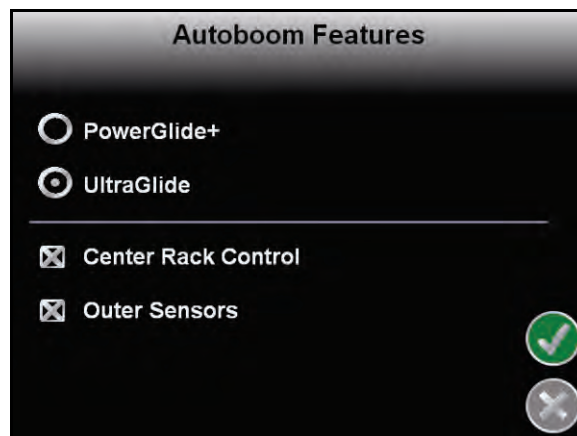 Autoboom Features
PowerGlide+
UltraGlide
Center Rack Control
Outer Sensors